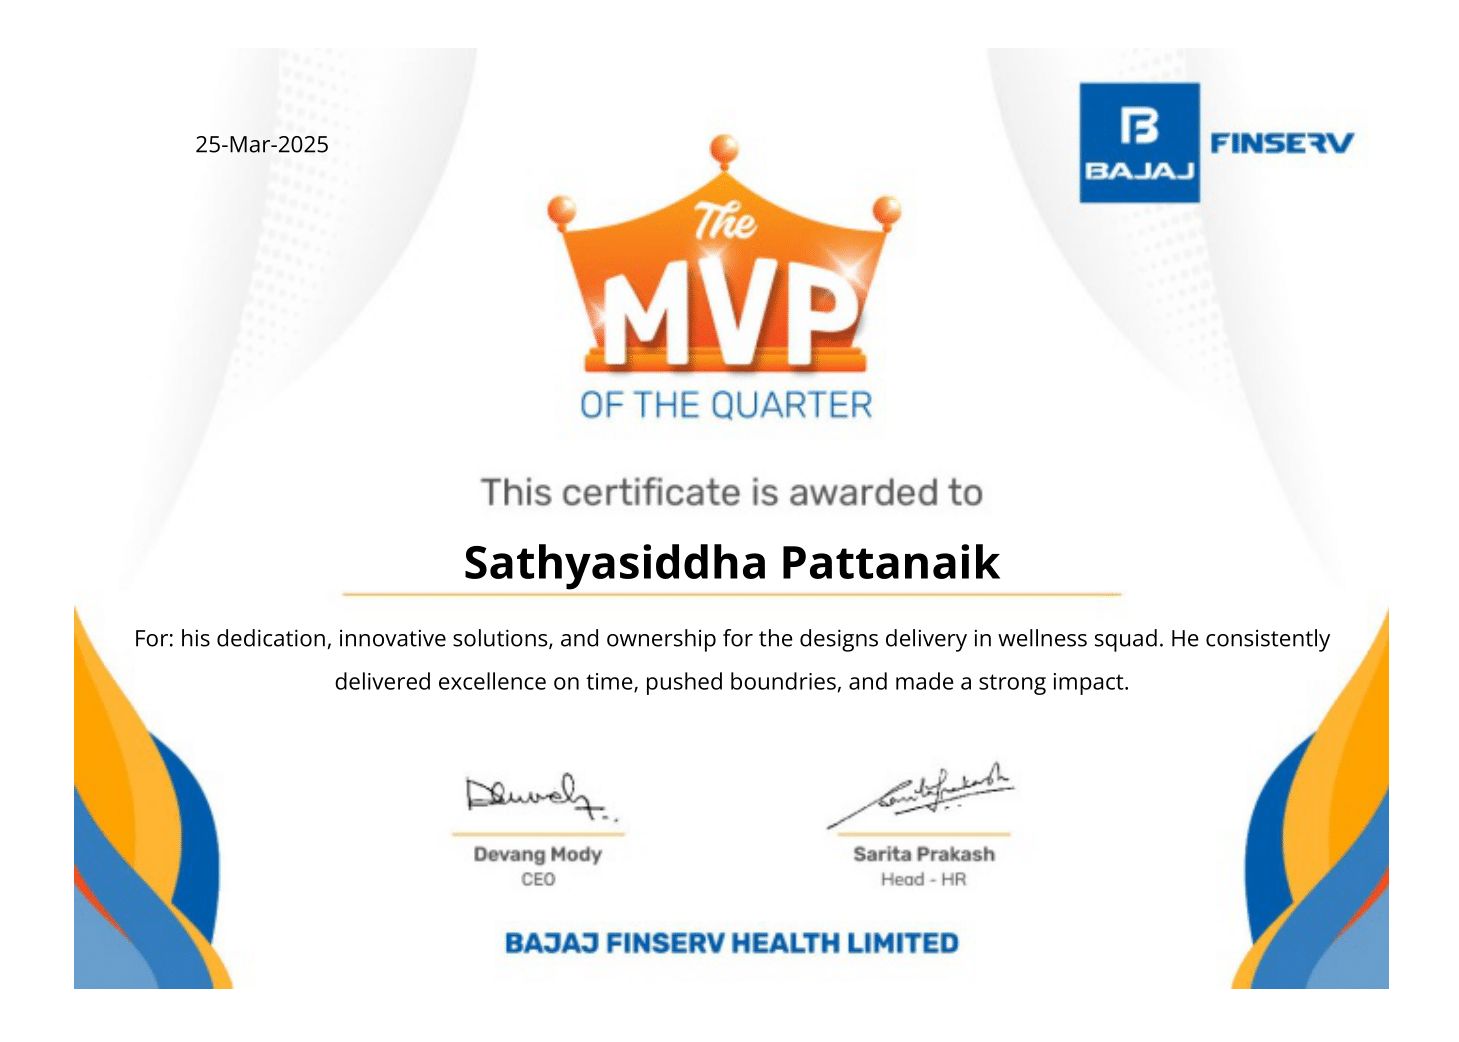 25-Mar-2025
B
BAJAJ
FINSERV
The
MVP
OF THE QUARTER
This certificate is awarded to
Sathyasiddha Pattanaik
For: his dedication, innovative solutions, and ownership for the designs delivery in wellness squad. He consistently
delivered excellence on time, pushed boundries, and made a strong impact.
Devang Mody
CEO
Sarita Prakash
Head - HR
BAJAJ FINSERV HEALTH LIMITED